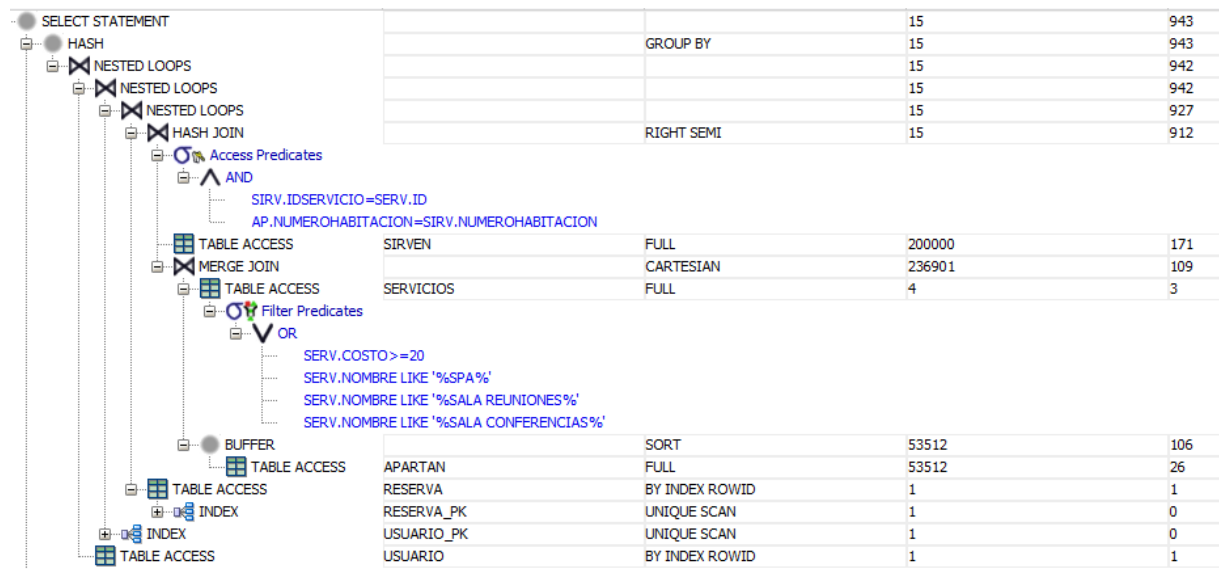 SELECT STATEMENT 15 943
HASH GROUP BY 15 943
NESTED LOOPS 15 942
NESTED LOOPS 15 942
NESTED LOOPS 15 927
HASH JOIN RIGHT SEMI 15 912
Access Predicates
AND
SIRV.IDSERVICIO=SERV.ID
AP.NUMEROHABITACION=SIRV.NUMEROHABITACION
TABLE ACCESS SIRVEN FULL 200000 171
MERGE JOIN CARTESIAN 236901 109
TABLE ACCESS SERVICIOS FULL 4 3
Filter Predicates
OR
SERV.COSTO>=20
SERV.NOMBRE LIKE '%SPA%'
SERV.NOMBRE LIKE '%SALA REUNIONES%'
SERV.NOMBRE LIKE '%SALA CONFERENCIAS%'
BUFFER SORT 53512 106
TABLE ACCESS APARTAN FULL 53512 26
TABLE ACCESS RESERVA BY INDEX ROWID 1 1
INDEX RESERVA_PK UNIQUE SCAN 1 0
INDEX USUARIO_PK UNIQUE SCAN 1 0
TABLE ACCESS USUARIO BY INDEX ROWID 1 1